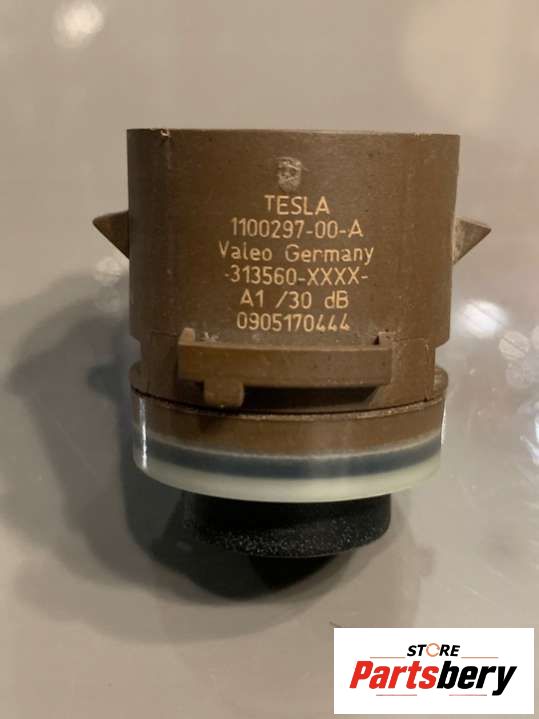 TESLA
1100297-00-A
Valeo Germany
-313560-XXXX-
A1 /30 dB
0905170444
STORE
Partsbery